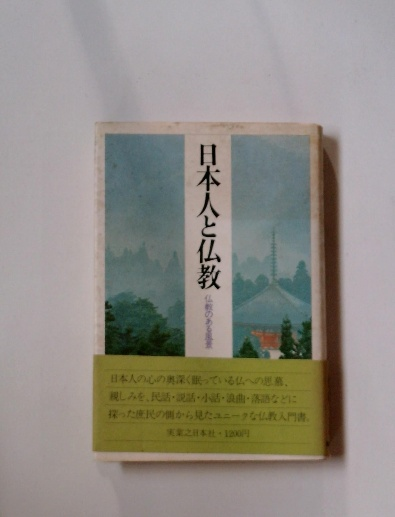 日本人と仏教
仏教のある風景
日本人の心の奥深く眠っている仏への思慕、
親しみを、民話・説話・小話・浪曲・落語などに
採った庶民の側から見たユニークな仏教入門書。
実業之日本社・1200円